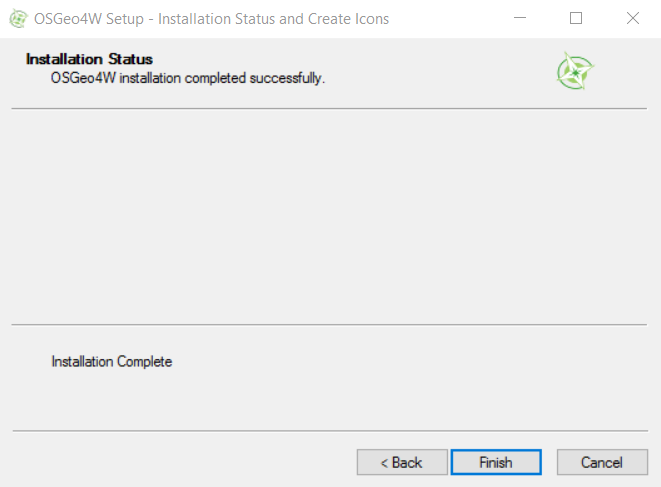 OSGeo4W Setup - Installation Status and Create Icons
Installation Status
OSGeo4W installation completed successfully.
Installation Complete
< Back
Finish
Cancel